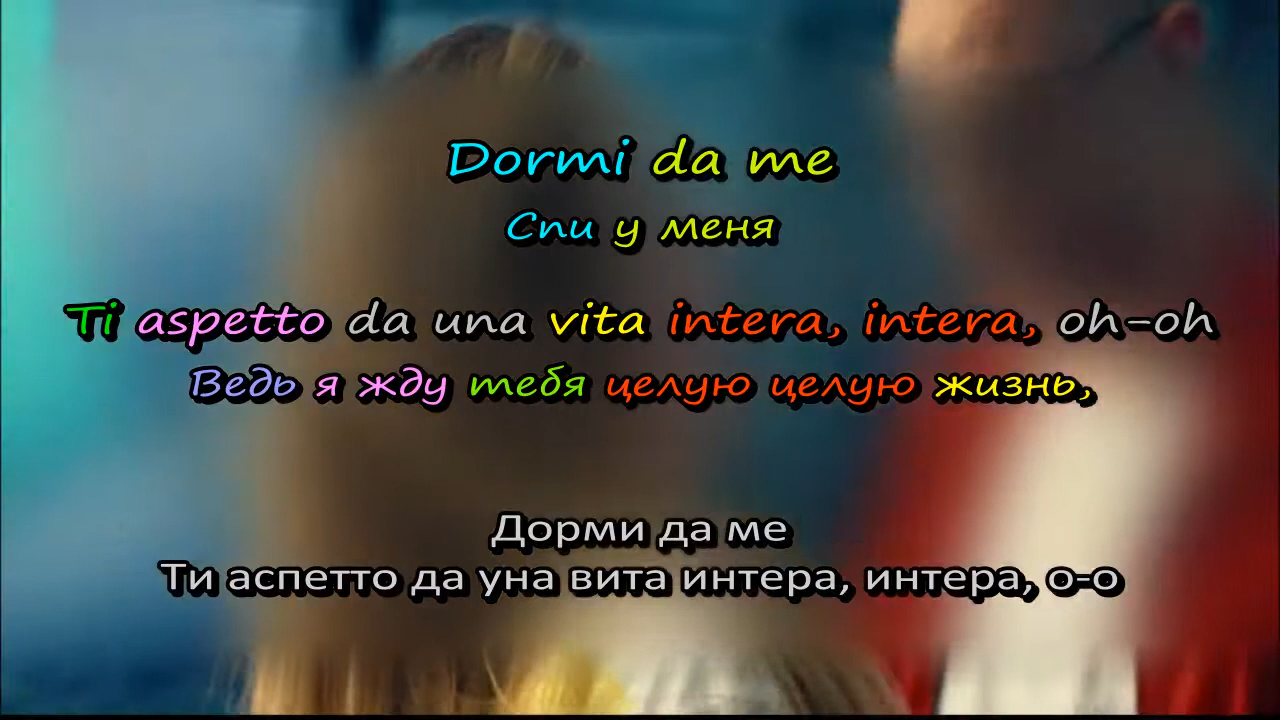 Dormi da me
Спи у меня
Ti aspetto da una vita intera, intera, oh-oh
Ведь я жду тебя целую целую жизнь,
Дорми да ме
Ти аспетто да уна вита интера, интера, о-о